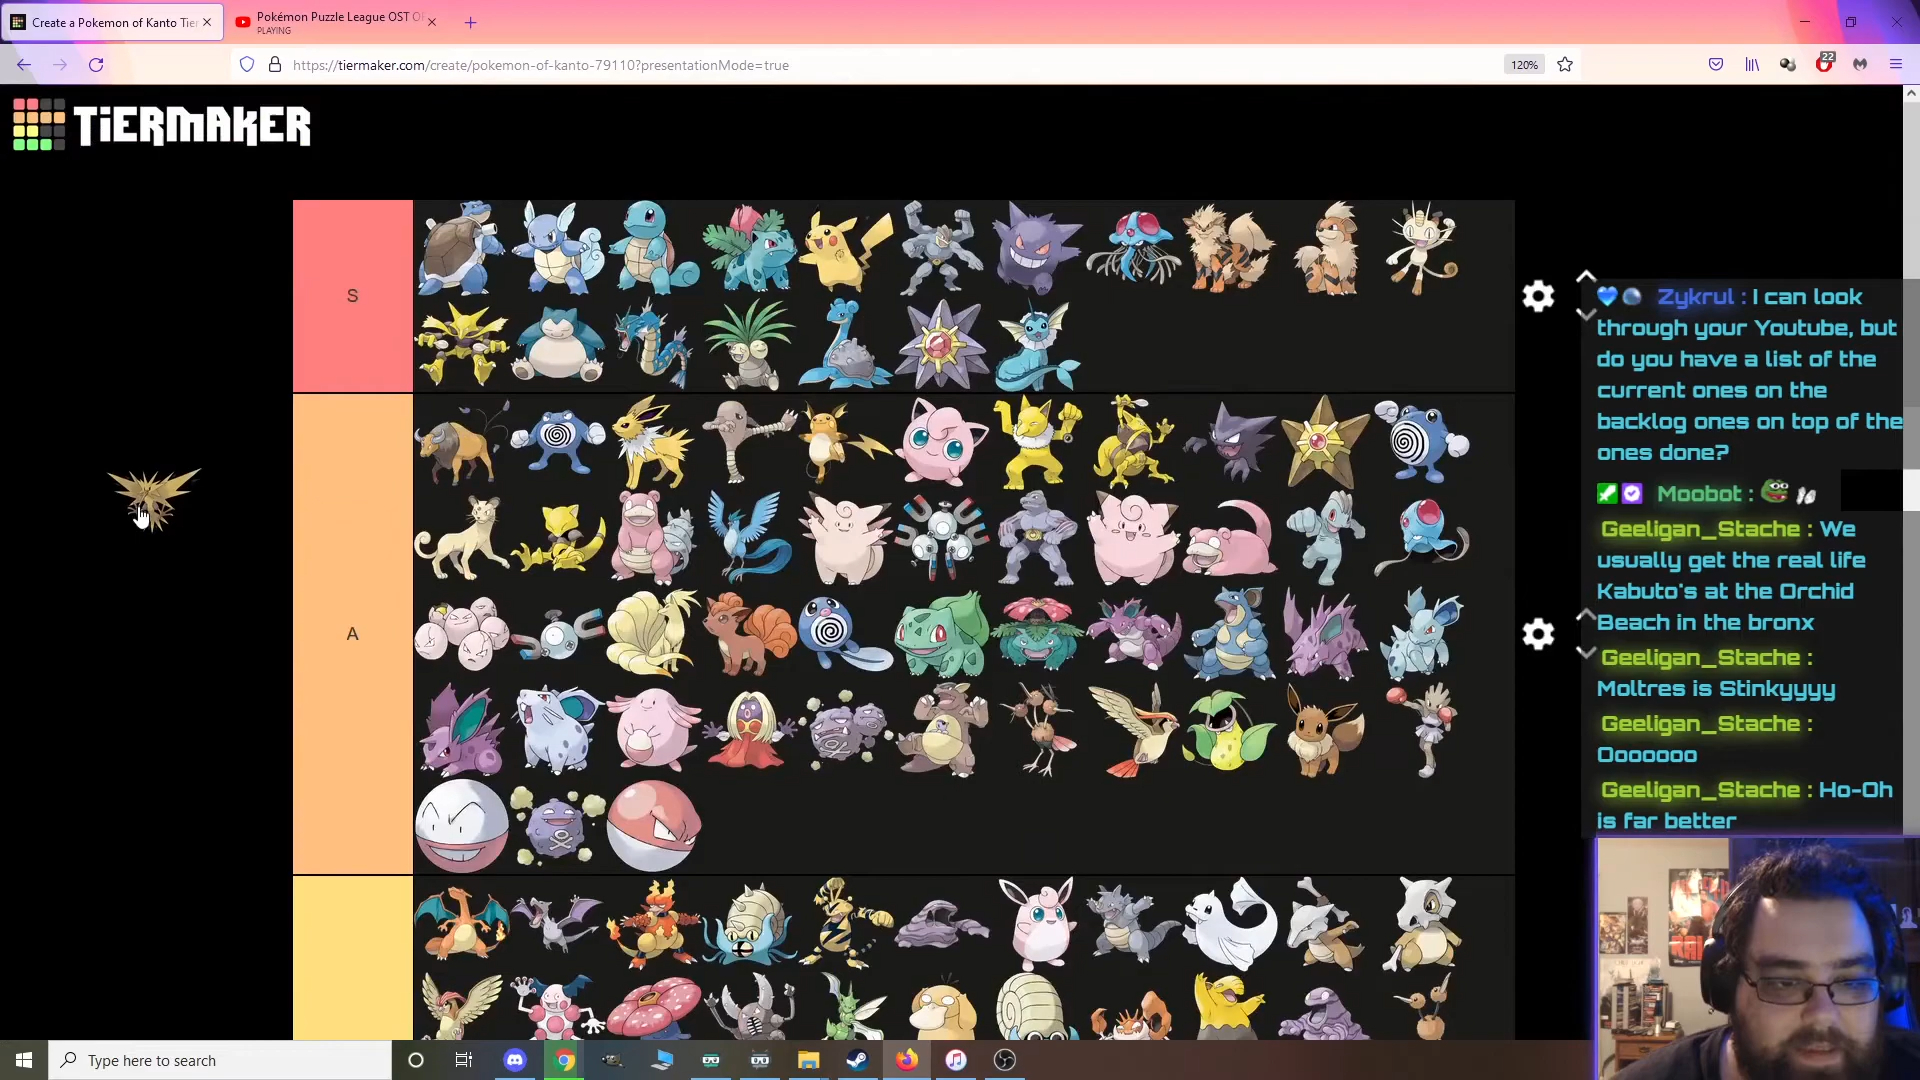 Create a Pokemon of Kanto Tier
Pokémon Puzzle League OST O
PLAYING
https://tiermaker.com/create/pokemon-of-kanto-79110?presentationMode=true
120%
22
TiERMAKER
S
A
Zykrul : I can look
through your Youtube, but
do you have a list of the
current ones on the
backlog ones on top of the
ones done?
Moobot :
Geeligan_Stache : We
usually get the real life
Kabuto's at the Orchid
Beach in the bronx
Geeligan_Stache :
Moltres is Stinkyyyy
Geeligan_Stache :
Ooooooo
Geeligan_Stache : Ho-Oh
is far better
Type here to search